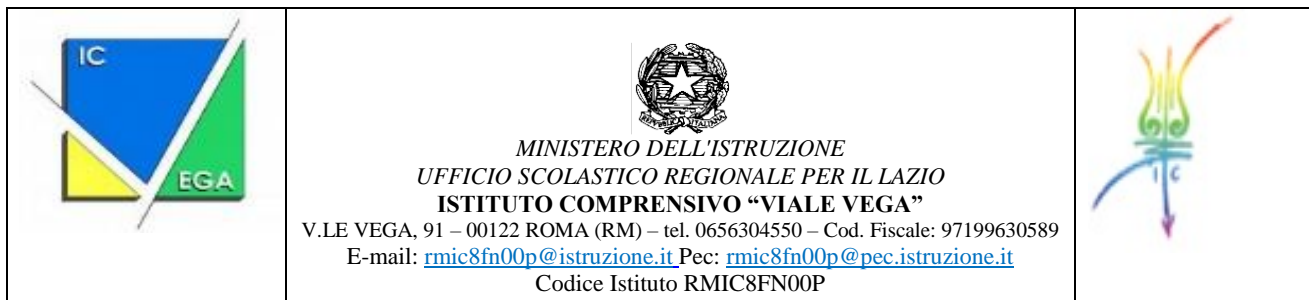 IC
EGA
REPVBBLICA ITALIANA
MINISTERO DELL'ISTRUZIONE
UFFICIO SCOLASTICO REGIONALE PER IL LAZIO
ISTITUTO COMPRENSIVO “VIALE VEGA”
V.LE VEGA, 91 – 00122 ROMA (RM) – tel. 0656304550 – Cod. Fiscale: 97199630589
E-mail: rmic8fn00p@istruzione.it Pec: rmic8fn00p@pec.istruzione.it
Codice Istituto RMIC8FN00P
I C